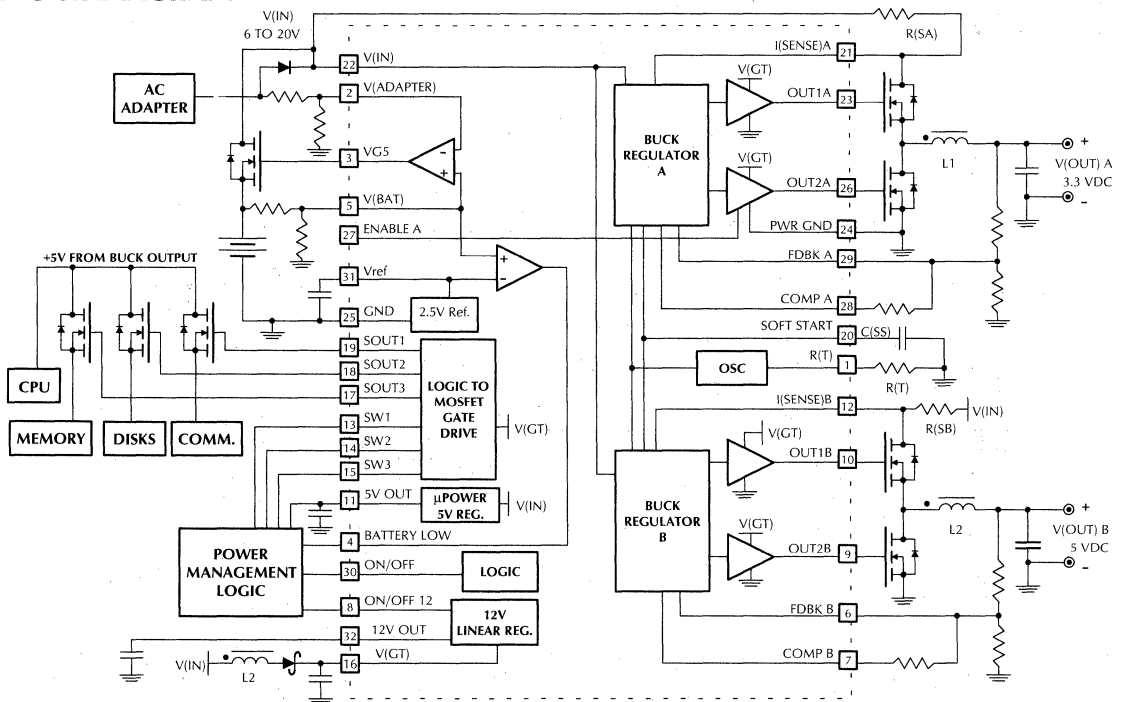 V(IN)
6 TO 20V
R(SA)
I(SENSE)A
21
22
V(IN)
AC
ADAPTER
2
V(ADAPTER)
V(GT)
OUT1A
23
BUCK
REGULATOR
A
3
VG5
-
+
L1
+
V(OUT) A
3.3 VDC
-
V(GT)
OUT2A
26
5
V(BAT)
27
ENABLE A
PWR GND
24
FDBK A
29
+5V FROM BUCK OUTPUT
31
Vref
+
-
2.5V Ref.
COMP A
28
25
GND
SOFT START
20
C(SS)
19
SOUT1
18
SOUT2
17
SOUT3
LOGIC TO
MOSFET
GATE
DRIVE
V(GT)
OSC
R(T)
1
R(T)
CPU
MEMORY
DISKS
COMM.
13
SW1
14
SW2
15
SW3
I(SENSE)B
12
R(SB)
V(IN)
V(GT)
OUT1B
10
11
5V OUT
µPOWER
5V REG.
V(IN)
BUCK
REGULATOR
B
L2
+
V(OUT) B
5 VDC
-
POWER
MANAGEMENT
LOGIC
4
BATTERY LOW
V(GT)
OUT2B
9
30
ON/OFF
LOGIC
8
ON/OFF 12
12V
LINEAR REG.
FDBK B
6
32
12V OUT
16
V(GT)
V(IN)
L2
COMP B
7